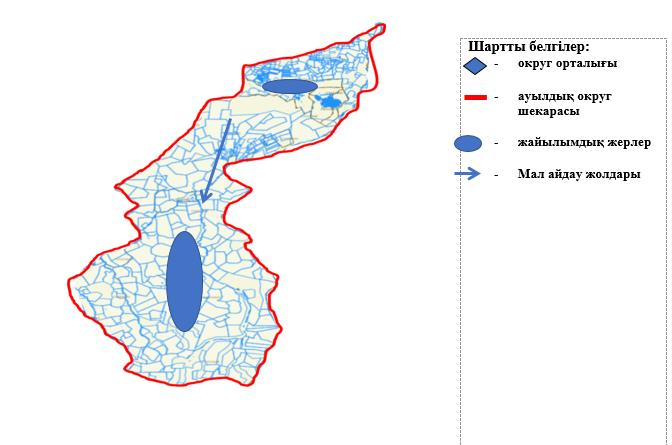 Шартты белгілер:
- округ орталығы
- ауылдық округ
шекарасы
- жайылымдық жерлер
- Мал айдау жолдары